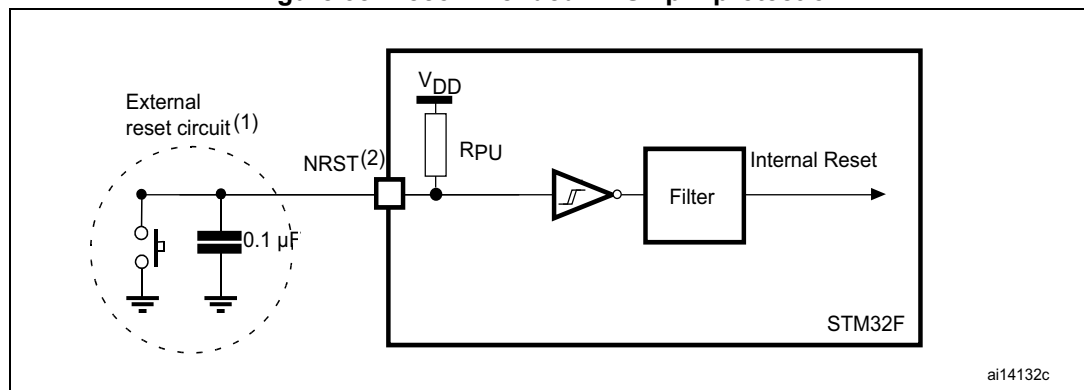 External
reset circuit(1)
VDD
NRST(2)
RPU
Internal Reset
Filter
0.1 µF
STM32F
ai14132c